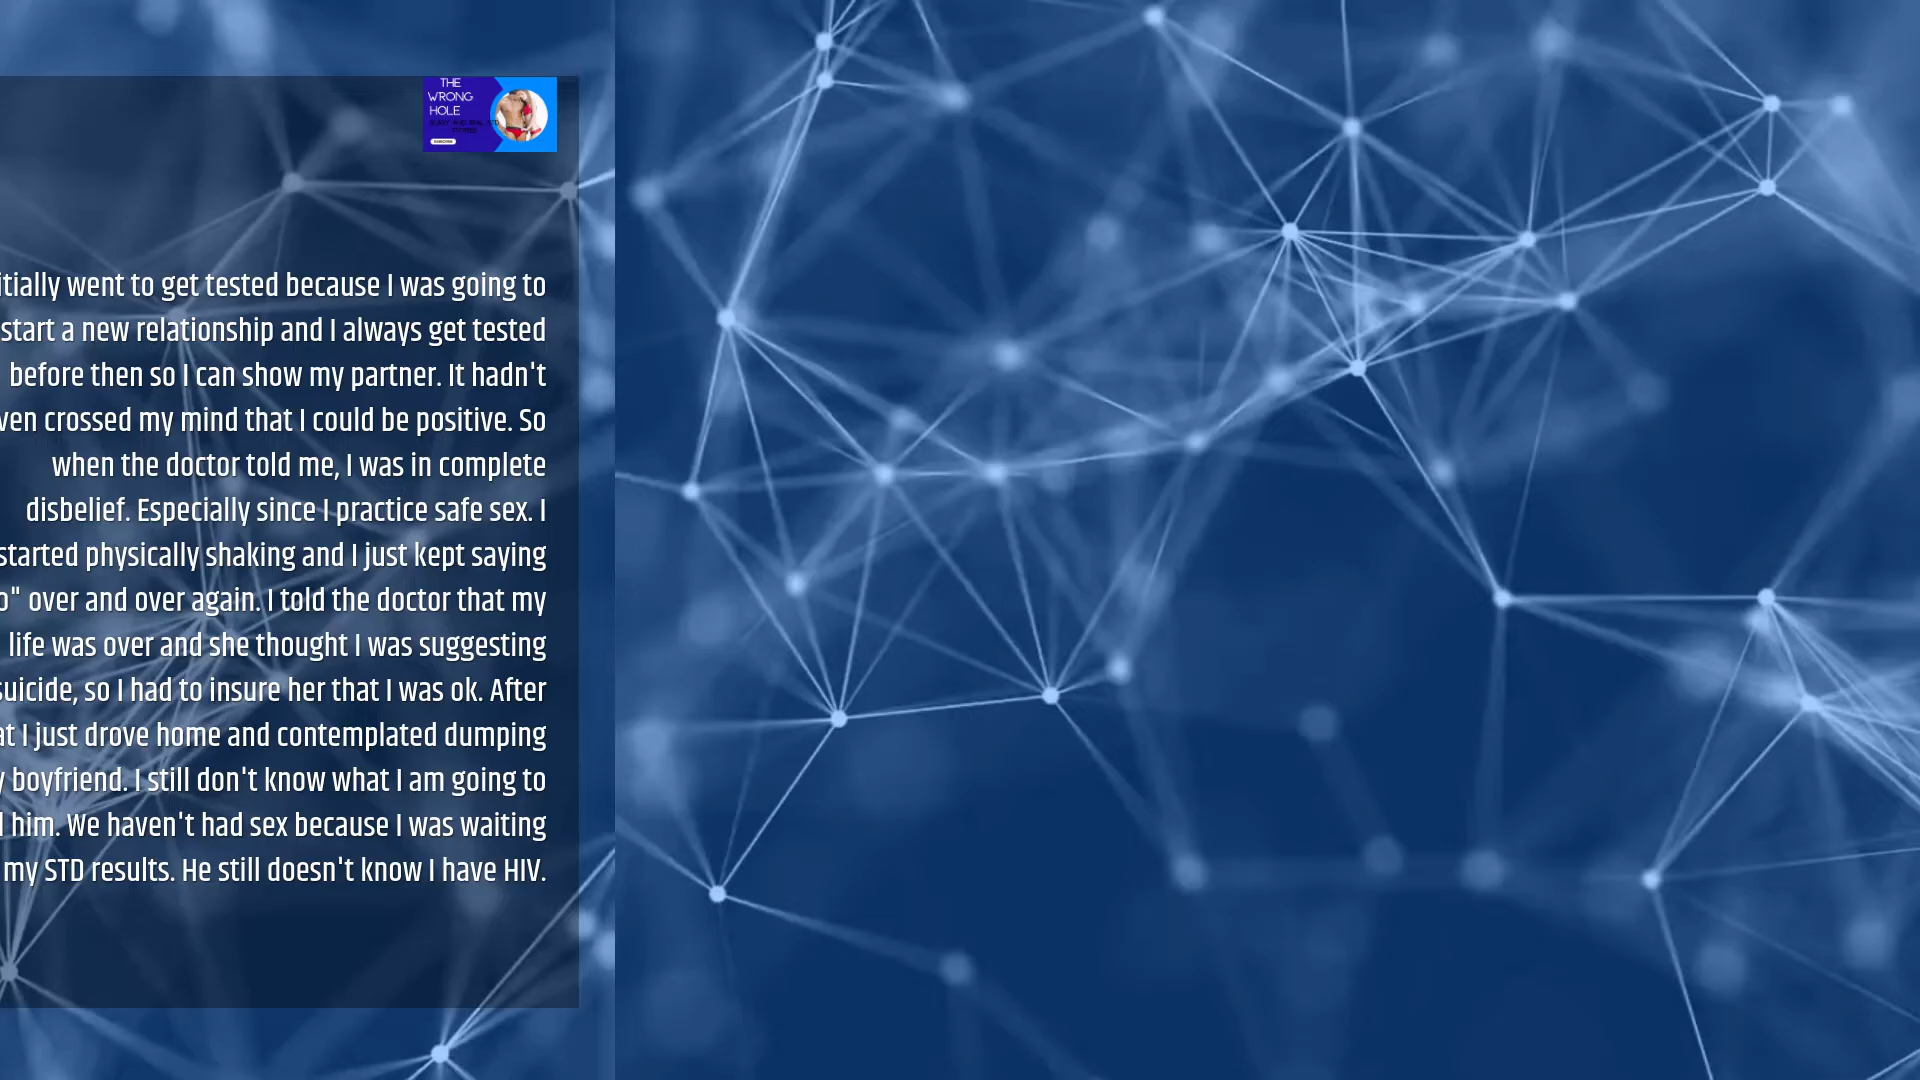 THE
WRONG
HOLE
SUBSCRIBE
itially went to get tested because I was going to
start a new relationship and I always get tested
before then so I can show my partner. It hadn't
ven crossed my mind that I could be positive. So
when the doctor told me, I was in complete
disbelief. Especially since I practice safe sex. I
started physically shaking and I just kept saying
o" over and over again. I told the doctor that my
life was over and she thought I was suggesting
suicide, so I had to insure her that I was ok. After
at I just drove home and contemplated dumping
y boyfriend. I still don't know what I am going to
l him. We haven't had sex because I was waiting
my STD results. He still doesn't know I have HIV.